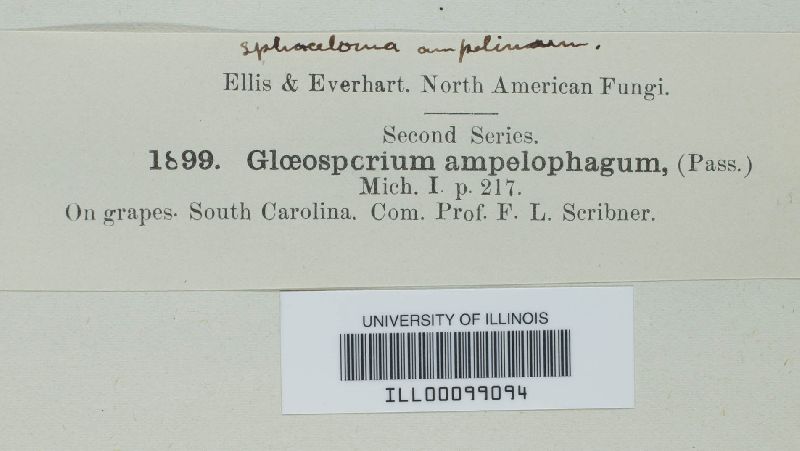 Sphaceloma ampelinum.
Ellis & Everhart. North American Fungi.
Second Series.
1899. Glœosporium ampelophagum, (Pass.)
Mich. I. p. 217.
On grapes. South Carolina. Com. Prof. F. L. Scribner.
UNIVERSITY OF ILLINOIS
ILL00099094